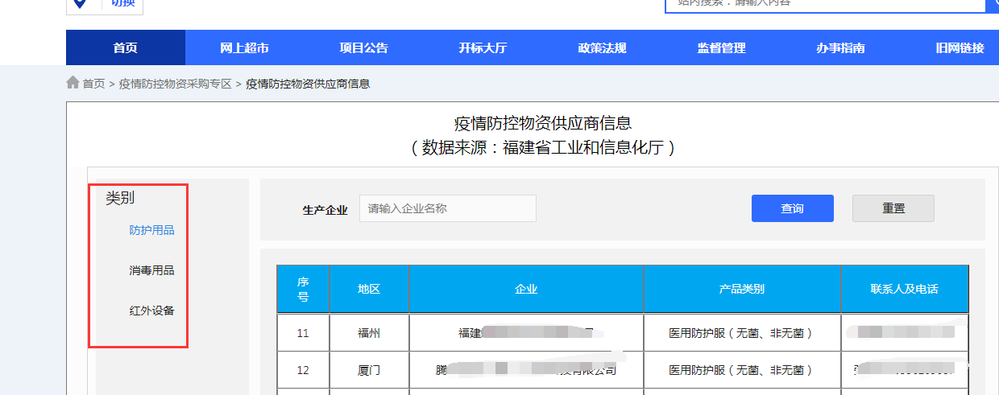 切换
站内搜索：请输入内容
首页 网上超市 项目公告 开标大厅 政策法规 监督管理 办事指南 旧网链接
首页 > 疫情防控物资采购专区 > 疫情防控物资供应商信息
疫情防控物资供应商信息
（数据来源：福建省工业和信息化厅）
类别
防护用品
消毒用品
红外设备
生产企业 请输入企业名称 查询 重置
序号 地区 企业 产品类别 联系人及电话
11 福州 福建 医用防护服（无菌、非无菌）
12 厦门 腾 技有限公司 医用防护服（无菌、非无菌）